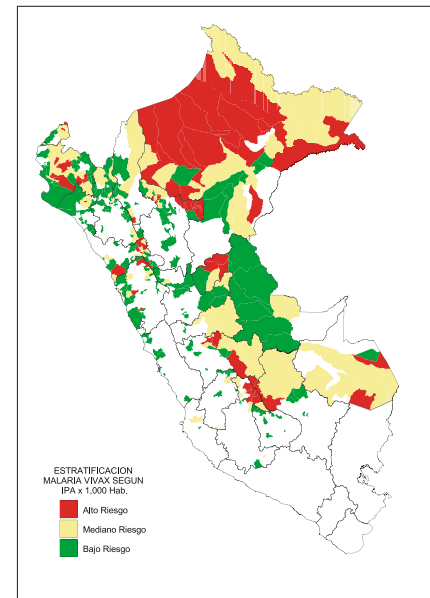 ESTRATIFICACION
MALARIA VIVAX SEGUN
IPA x 1,000 Hab.
Alto Riesgo
Mediano Riesgo
Bajo Riesgo